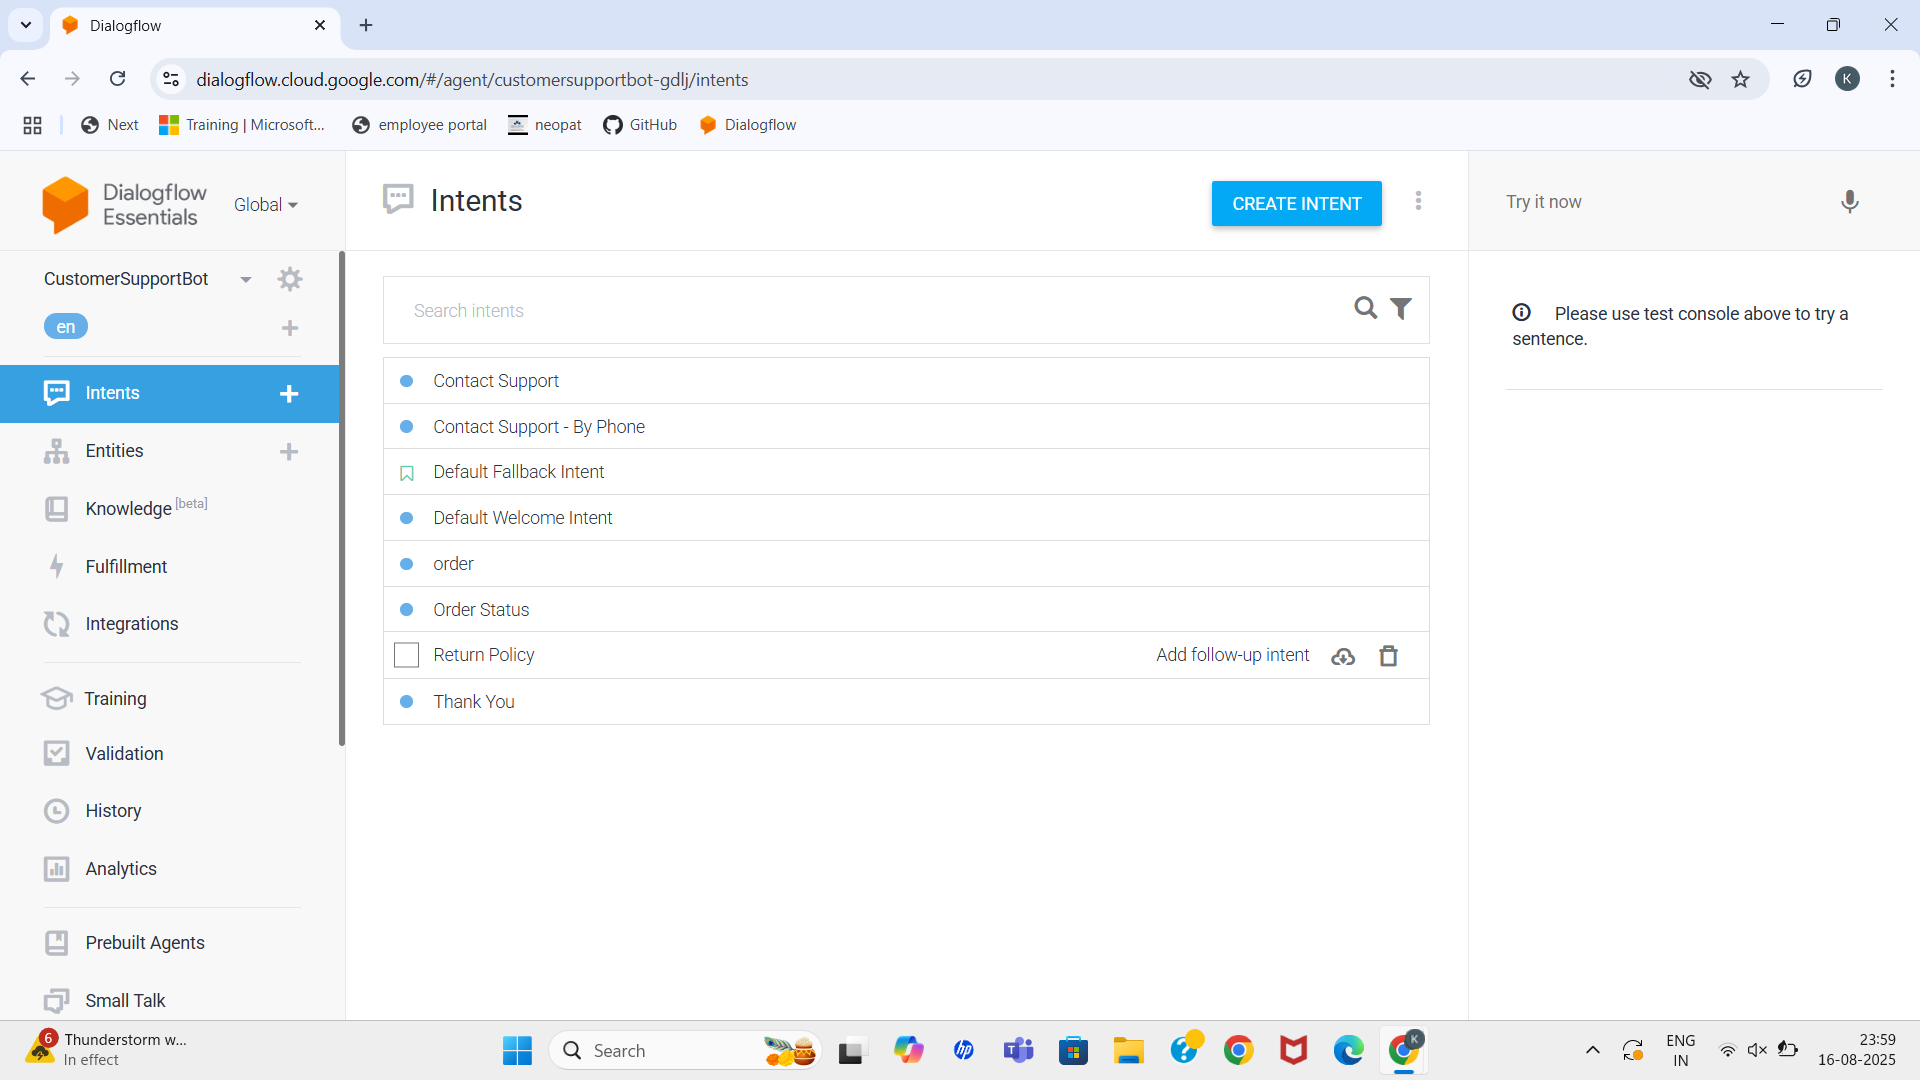 Dialogflow
dialogflow.cloud.google.com/#/agent/customersupportbot-gdlj/intents
K
Next
Training | Microsoft...
employee portal
neopat
GitHub
Dialogflow
Dialogflow
Essentials
Global
Intents
CREATE INTENT
Try it now
CustomerSupportBot
en
Search intents
Please use test console above to try a
sentence.
Intents
Entities
Knowledge [beta]
Fulfillment
Integrations
Training
Validation
History
Analytics
Prebuilt Agents
Small Talk
Contact Support
Contact Support - By Phone
Default Fallback Intent
Default Welcome Intent
order
Order Status
Return Policy
Add follow-up intent
Thank You
6
Thunderstorm w...
In effect
Search
hp
K
ENG
IN
23:59
16-08-2025